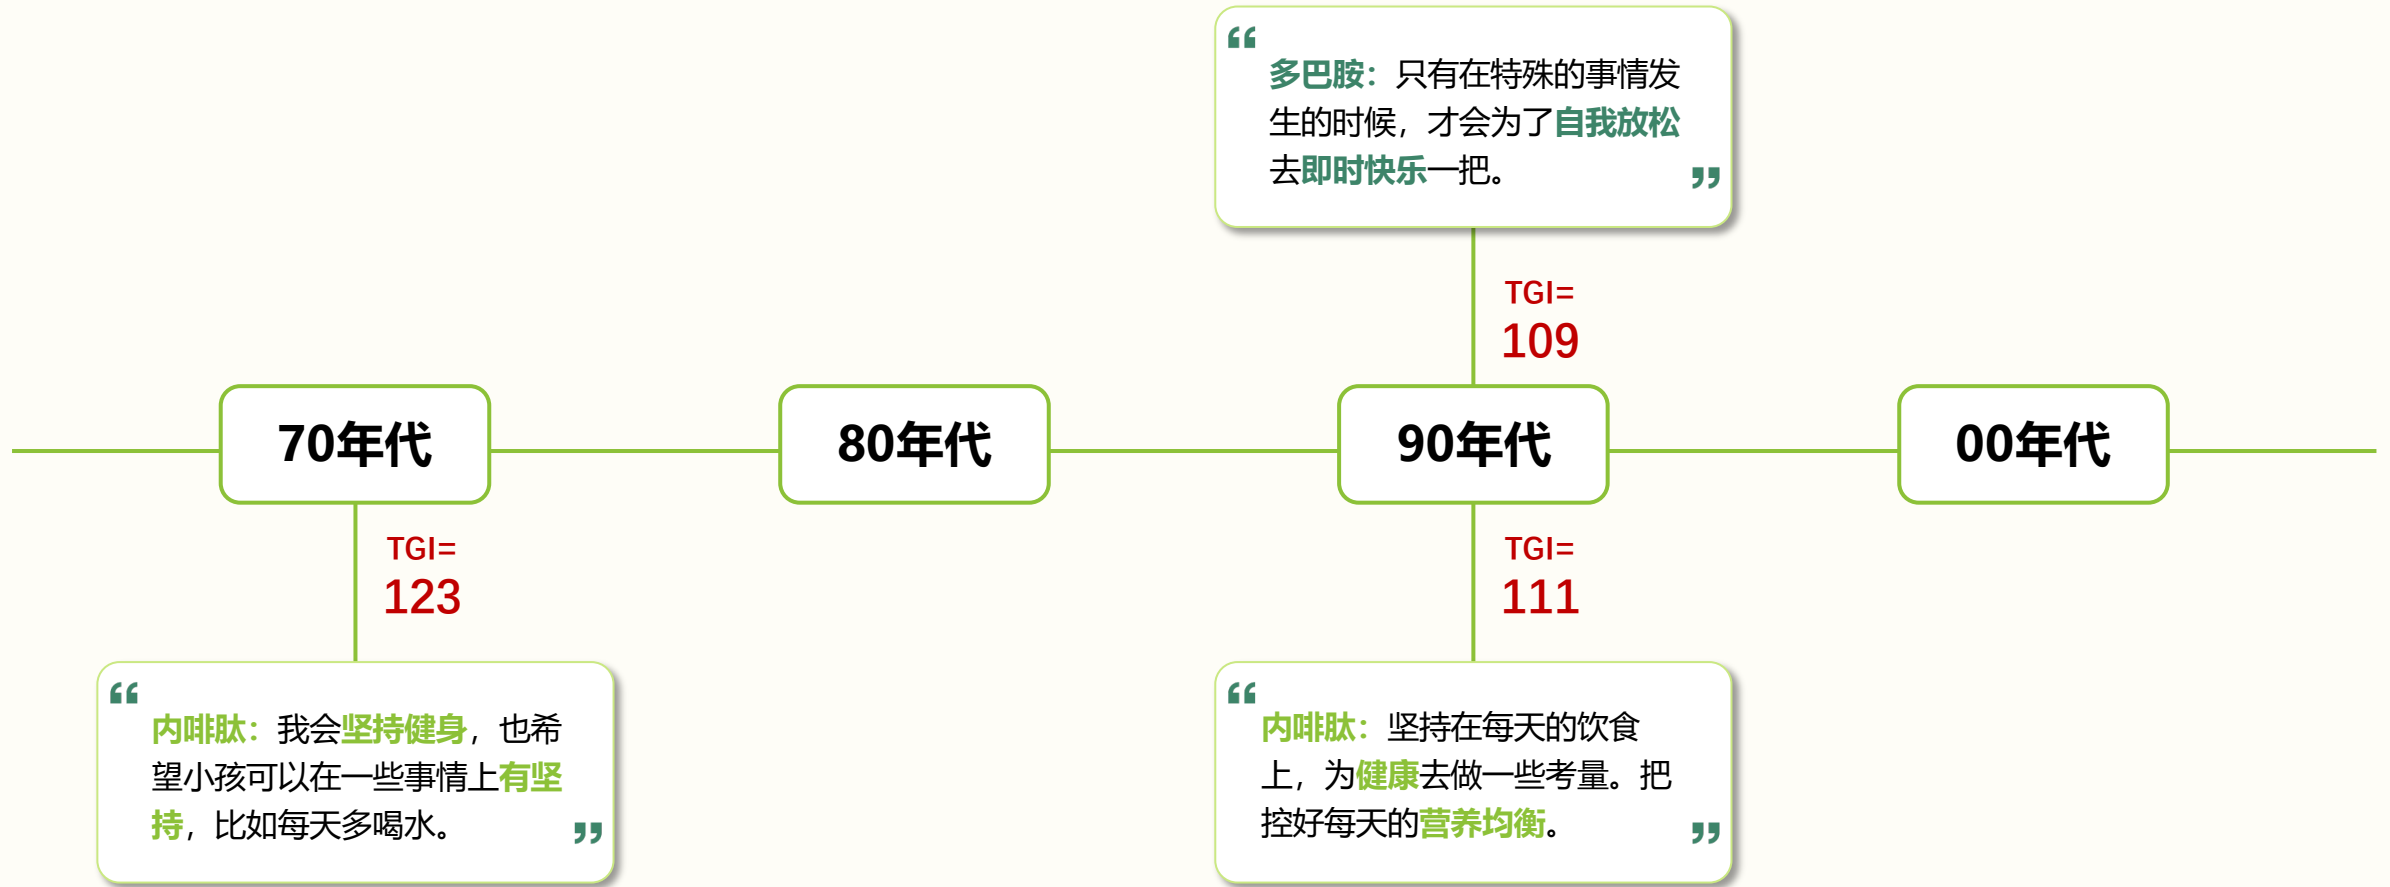 多巴胺：只有在特殊的事情发
生的时候，才会为了自我放松
去即时快乐一把。
TGI=
109
70年代
80年代
90年代
00年代
TGI=
123
TGI=
111
内啡肽：我会坚持健身，也希
望小孩可以在一些事情上有坚
持，比如每天多喝水。
内啡肽：坚持在每天的饮食
上，为健康去做一些考量。把
控好每天的营养均衡。